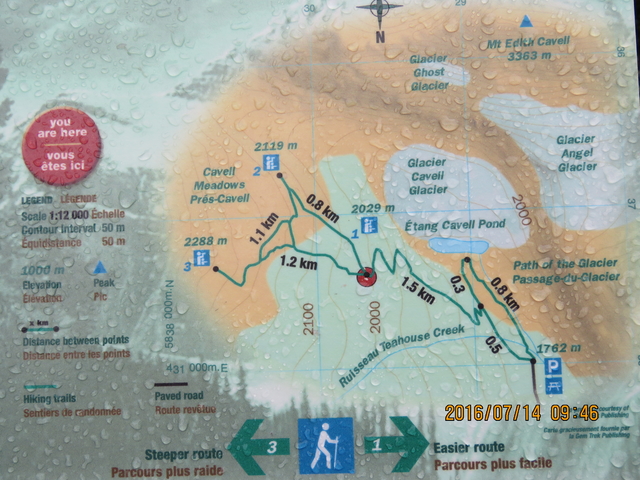 29
30
N
Mt Edith Cavell
3363 m
36
Glacier
Ghost
Glacier
Glacier
Angel
Glacier
Glacier
Cavell
Glacier
you
are here
vous
êtes ici
2119 m
2
Cavell
Meadows
Prés-Cavell
0.8 km
2029 m
1
Étang Cavell Pond
2000
37
1.1 km
2288 m
3
1.2 km
1.5 km
0.3
0.8 km
0.5
Path of the Glacier
Passage-du-Glacier
2100
2000
Ruisseau Teahouse Creek
1762 m
P
5838 000m.N
431 000m.E
LEGEND LÉGENDE
Scale 1:12 000 Échelle
Contour Interval 50 m
Équidistance 50 m
1000 m
Elevation Peak
Élévation Pic
x km
Distance between points
Distance entre les points
Hiking trails
Sentiers de randonnée
Paved road
Route revêtue
courtesy of
Publishing
Carte gracieusement fournie par
la Gem Trek Publishing
2016/07/14 09:46
Steeper route
Parcours plus raide
3
1
Easier route
Parcours plus facile